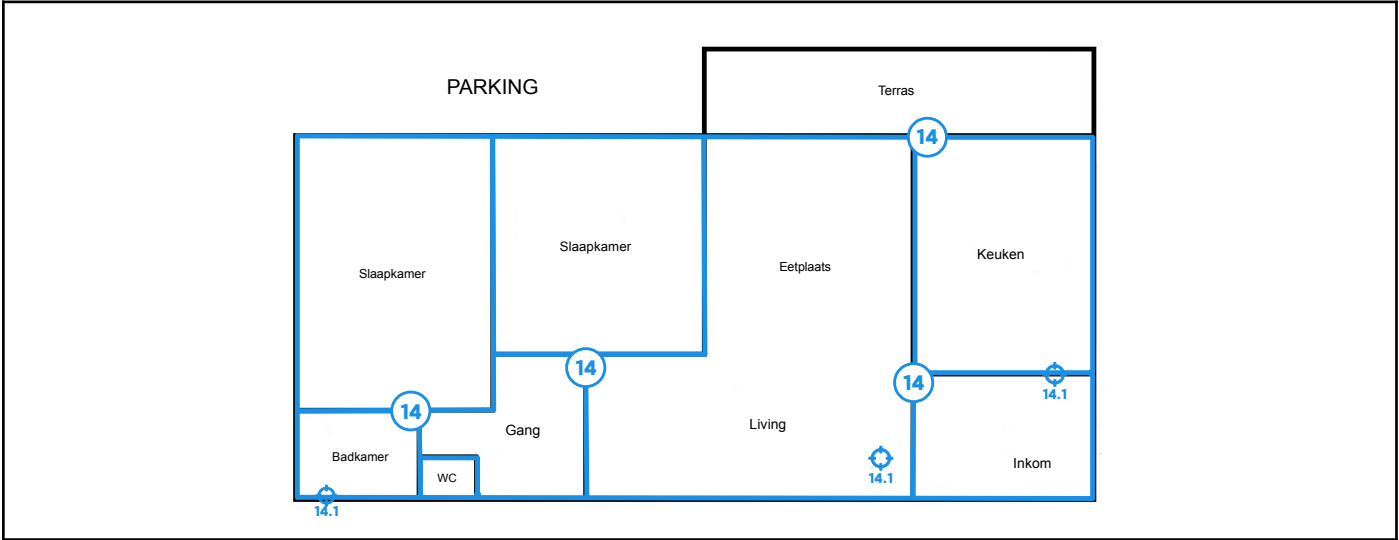 PARKING
Terras
14
Slaapkamer
Slaapkamer
Eetplaats
Keuken
14
14
14.1
14
Gang
Living
Badkamer
WC
14.1
Inkom
14.1